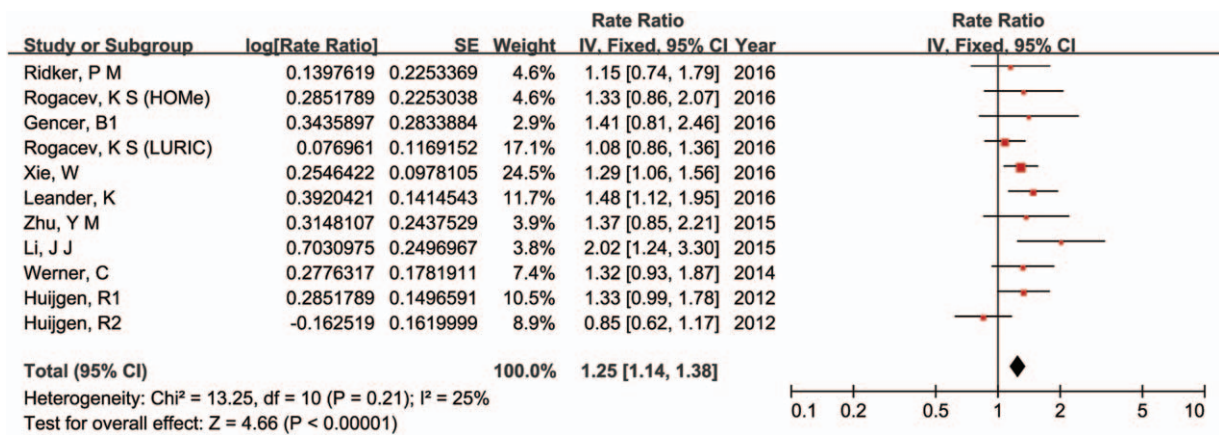 Rate Ratio Rate Ratio
Study or Subgroup log[Rate Ratio] SE Weight IV, Fixed, 95% CI Year IV, Fixed, 95% CI
Ridker, P M 0.1397619 0.2253369 4.6% 1.15 [0.74, 1.79] 2016
Rogacev, K S (HOMe) 0.2851789 0.2253038 4.6% 1.33 [0.86, 2.07] 2016
Gencer, B1 0.3435897 0.2833884 2.9% 1.41 [0.81, 2.46] 2016
Rogacev, K S (LURIC) 0.076961 0.1169152 17.1% 1.08 [0.86, 1.36] 2016
Xie, W 0.2546422 0.0978105 24.5% 1.29 [1.06, 1.56] 2016
Leander, K 0.3920421 0.1414543 11.7% 1.48 [1.12, 1.95] 2016
Zhu, Y M 0.3148107 0.2437529 3.9% 1.37 [0.85, 2.21] 2015
Li, J J 0.7030975 0.2496967 3.8% 2.02 [1.24, 3.30] 2015
Werner, C 0.2776317 0.1781911 7.4% 1.32 [0.93, 1.87] 2014
Huijgen, R1 0.2851789 0.1496591 10.5% 1.33 [0.99, 1.78] 2012
Huijgen, R2 -0.162519 0.1619999 8.9% 0.85 [0.62, 1.17] 2012
Total (95% CI) 100.0% 1.25 [1.14, 1.38]
Heterogeneity: Chi² = 13.25, df = 10 (P = 0.21); I² = 25%
Test for overall effect: Z = 4.66 (P < 0.00001)
0.1 0.2 0.5 1 2 5 10